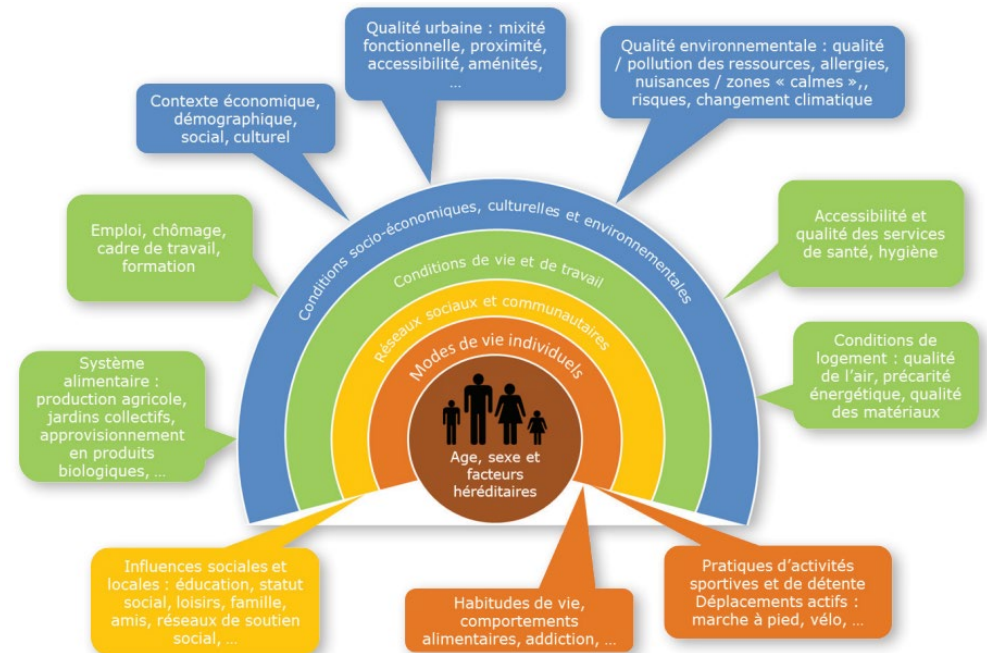 Qualité urbaine : mixité
fonctionnelle, proximité,
accessibilité, aménités,
...
Qualité environnementale : qualité
/ pollution des ressources, allergies,
nuisances / zones « calmes »,,
risques, changement climatique
Contexte économique,
démographique,
social, culturel
Emploi, chômage,
cadre de travail,
formation
Accessibilité et
qualité des services
de santé, hygiène
Système
alimentaire :
production agricole,
jardins collectifs,
approvisionnement
en produits
biologiques, ...
Conditions de
logement : qualité
de l’air, précarité
énergétique, qualité
des matériaux
Conditions socio-économiques, culturelles et environnementales
Conditions de vie et de travail
Réseaux sociaux et communautaires
Modes de vie individuels
Age, sexe et
facteurs
héréditaires
Influences sociales et
locales : éducation, statut
social, loisirs, famille,
amis, réseaux de soutien
social, ...
Habitudes de vie,
comportements
alimentaires, addiction, ...
Pratiques d’activités
sportives et de détente
Déplacements actifs :
marche à pied, vélo, ...